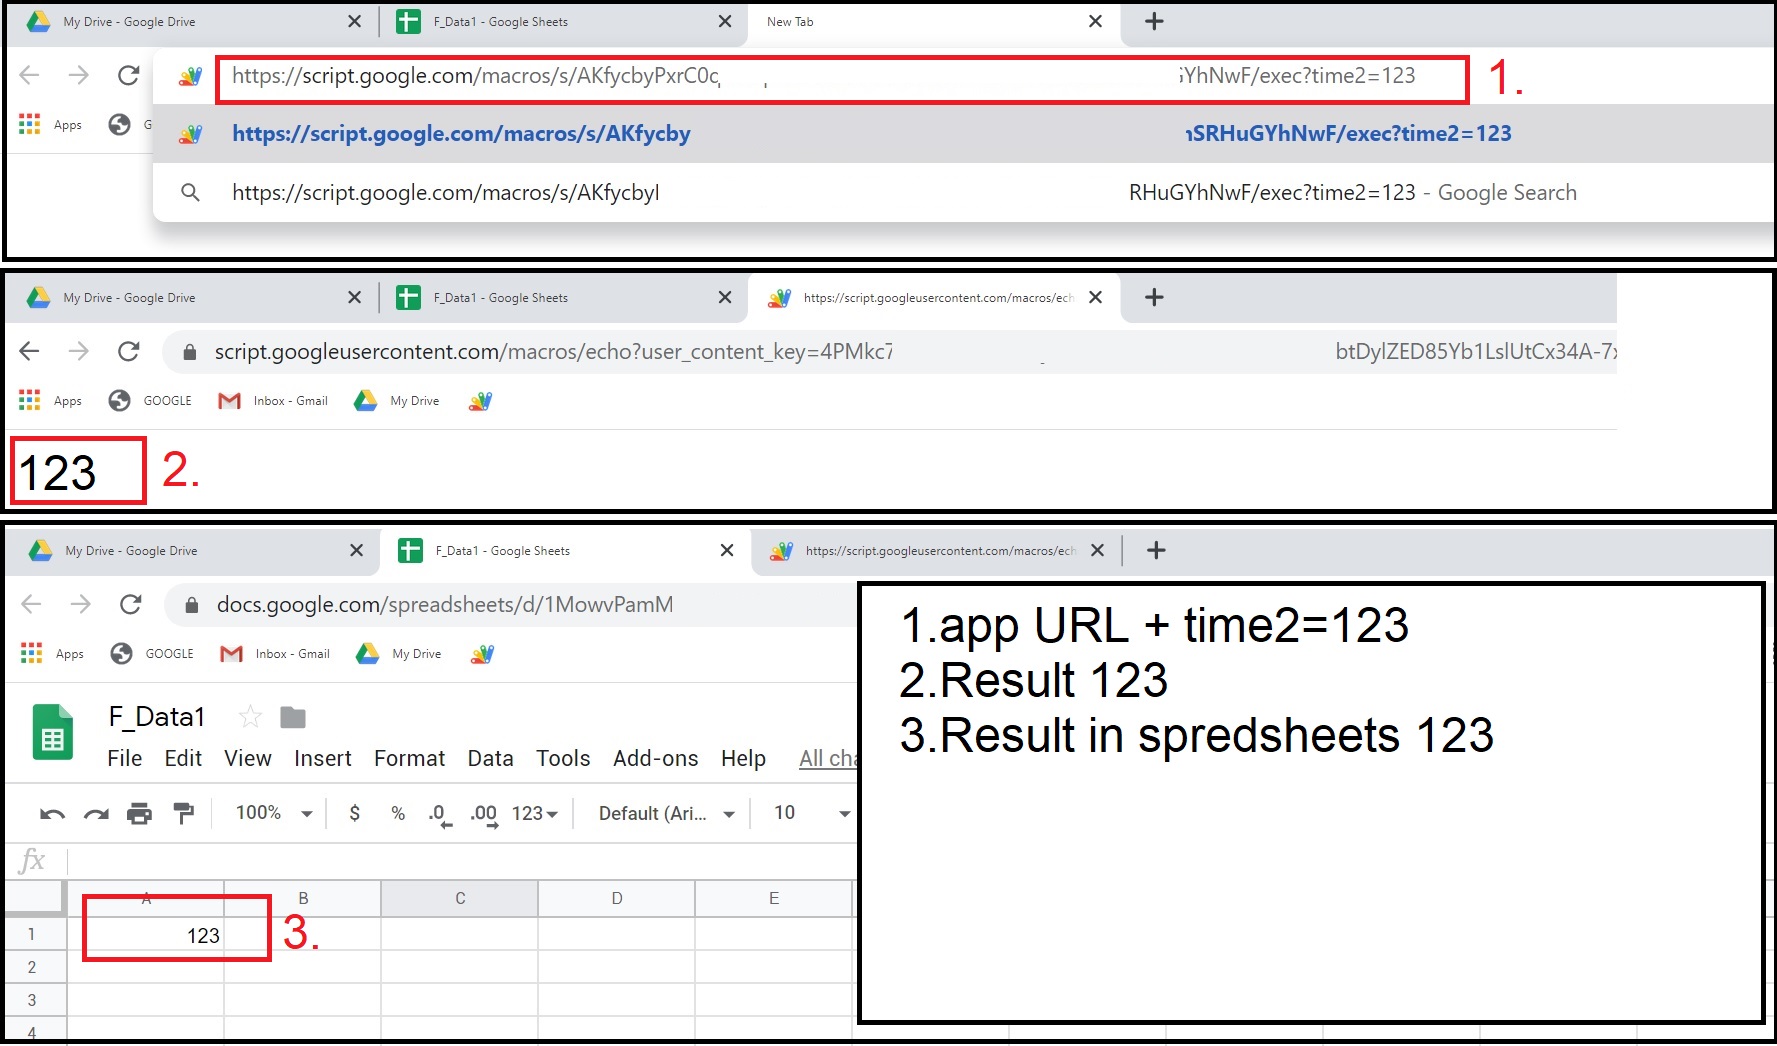 My Drive - Google Drive
F_Data1 - Google Sheets
New Tab
https://script.google.com/macros/s/AKfycbyPxrC0c
YhNwF/exec?time2=123
1.
Apps
G
https://script.google.com/macros/s/AKfycby
SRHuGYhNwF/exec?time2=123
https://script.google.com/macros/s/AKfycbyl
RHuGYhNwF/exec?time2=123 - Google Search
My Drive - Google Drive
F_Data1 - Google Sheets
https://script.googleusercontent.com/macros/ech
script.googleusercontent.com/macros/echo?user_content_key=4PMkc7
btDylZED85Yb1LslUtCx34A-7x
Apps
GOOGLE
Inbox - Gmail
My Drive
123
2.
My Drive - Google Drive
F_Data1 - Google Sheets
https://script.googleusercontent.com/macros/ech
docs.google.com/spreadsheets/d/1MowvPamM
Apps
GOOGLE
Inbox - Gmail
My Drive
1.app URL + time2=123
2.Result 123
3.Result in spredsheets 123
F_Data1
File Edit View Insert Format Data Tools Add-ons Help All cha
100% $ % .0 .00 123 Default (Ari... 10
fx
A B C D E
1 123
3.
2
3
4